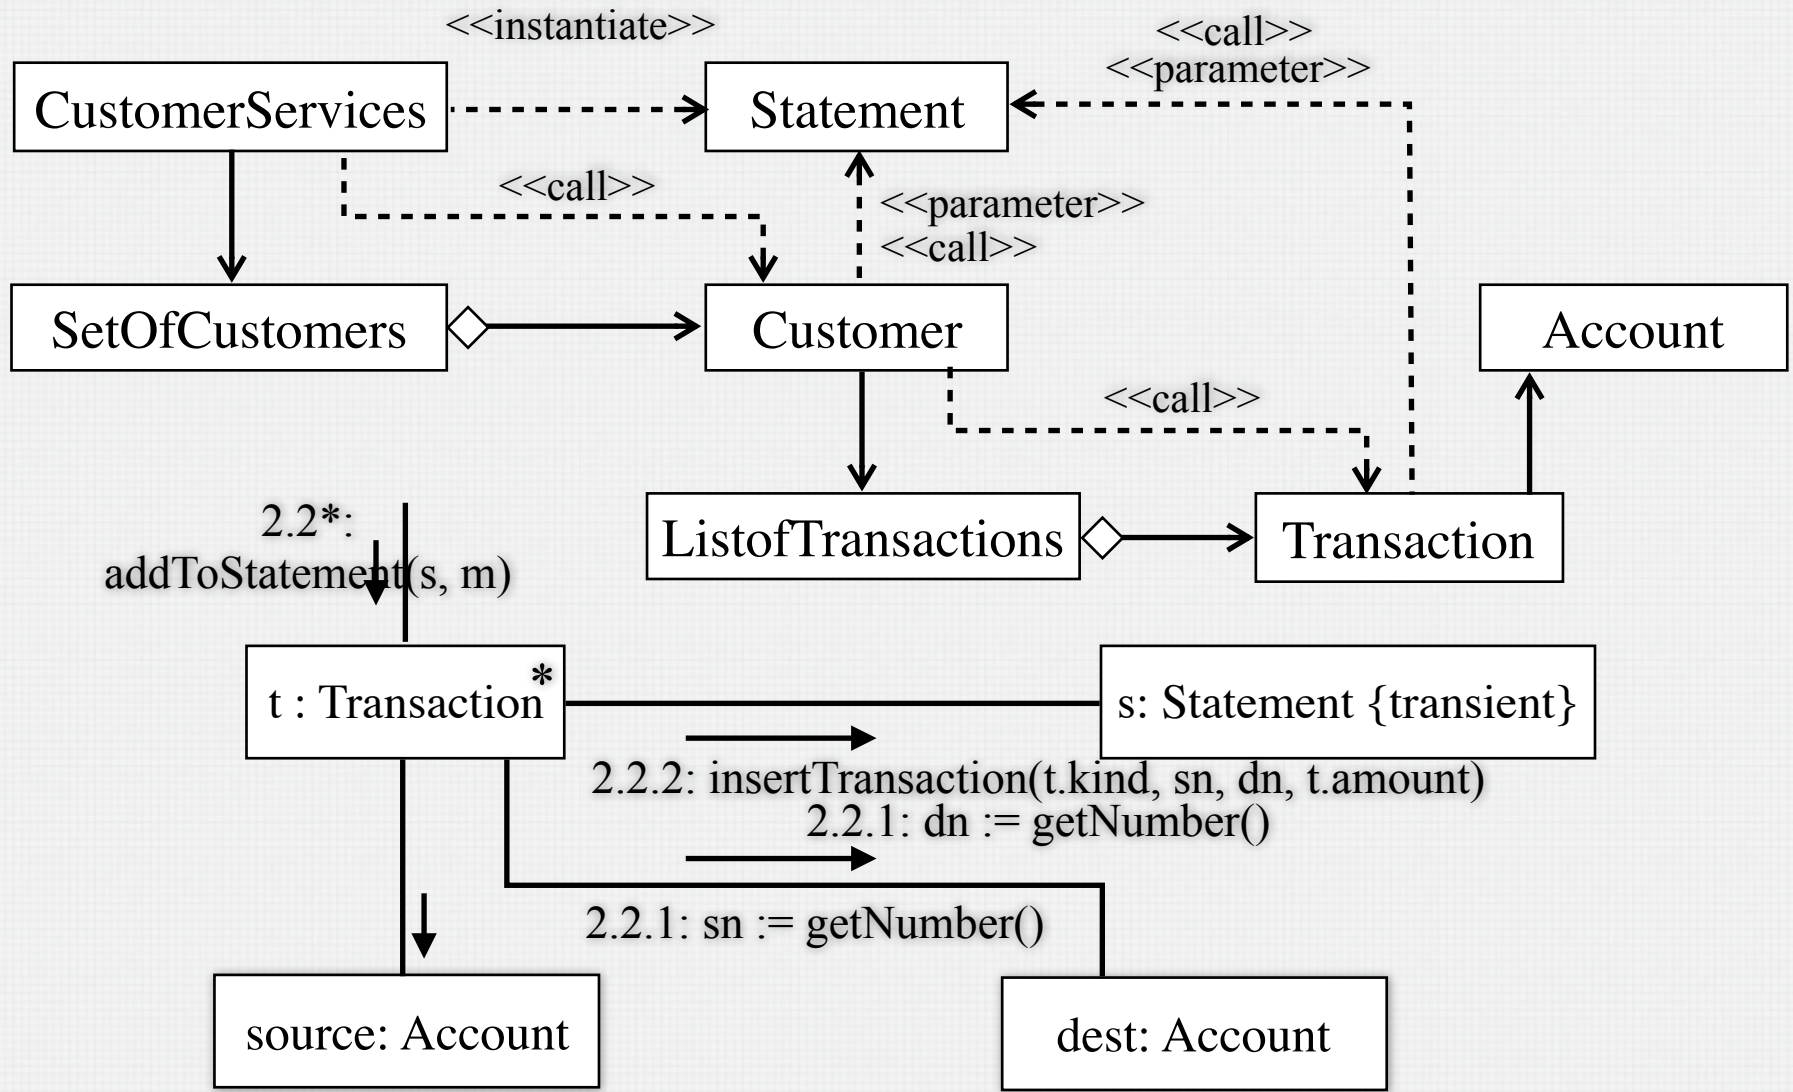 <<instantiate>>
<<call>>
<<parameter>>
CustomerServices
Statement
<<call>>
<<parameter>>
<<call>>
SetOfCustomers
Customer
Account
<<call>>
2.2*:
addToStatement(s, m)
ListofTransactions
Transaction
t : Transaction*
s: Statement {transient}
2.2.2: insertTransaction(t.kind, sn, dn, t.amount)
2.2.1: dn := getNumber()
2.2.1: sn := getNumber()
source: Account
dest: Account